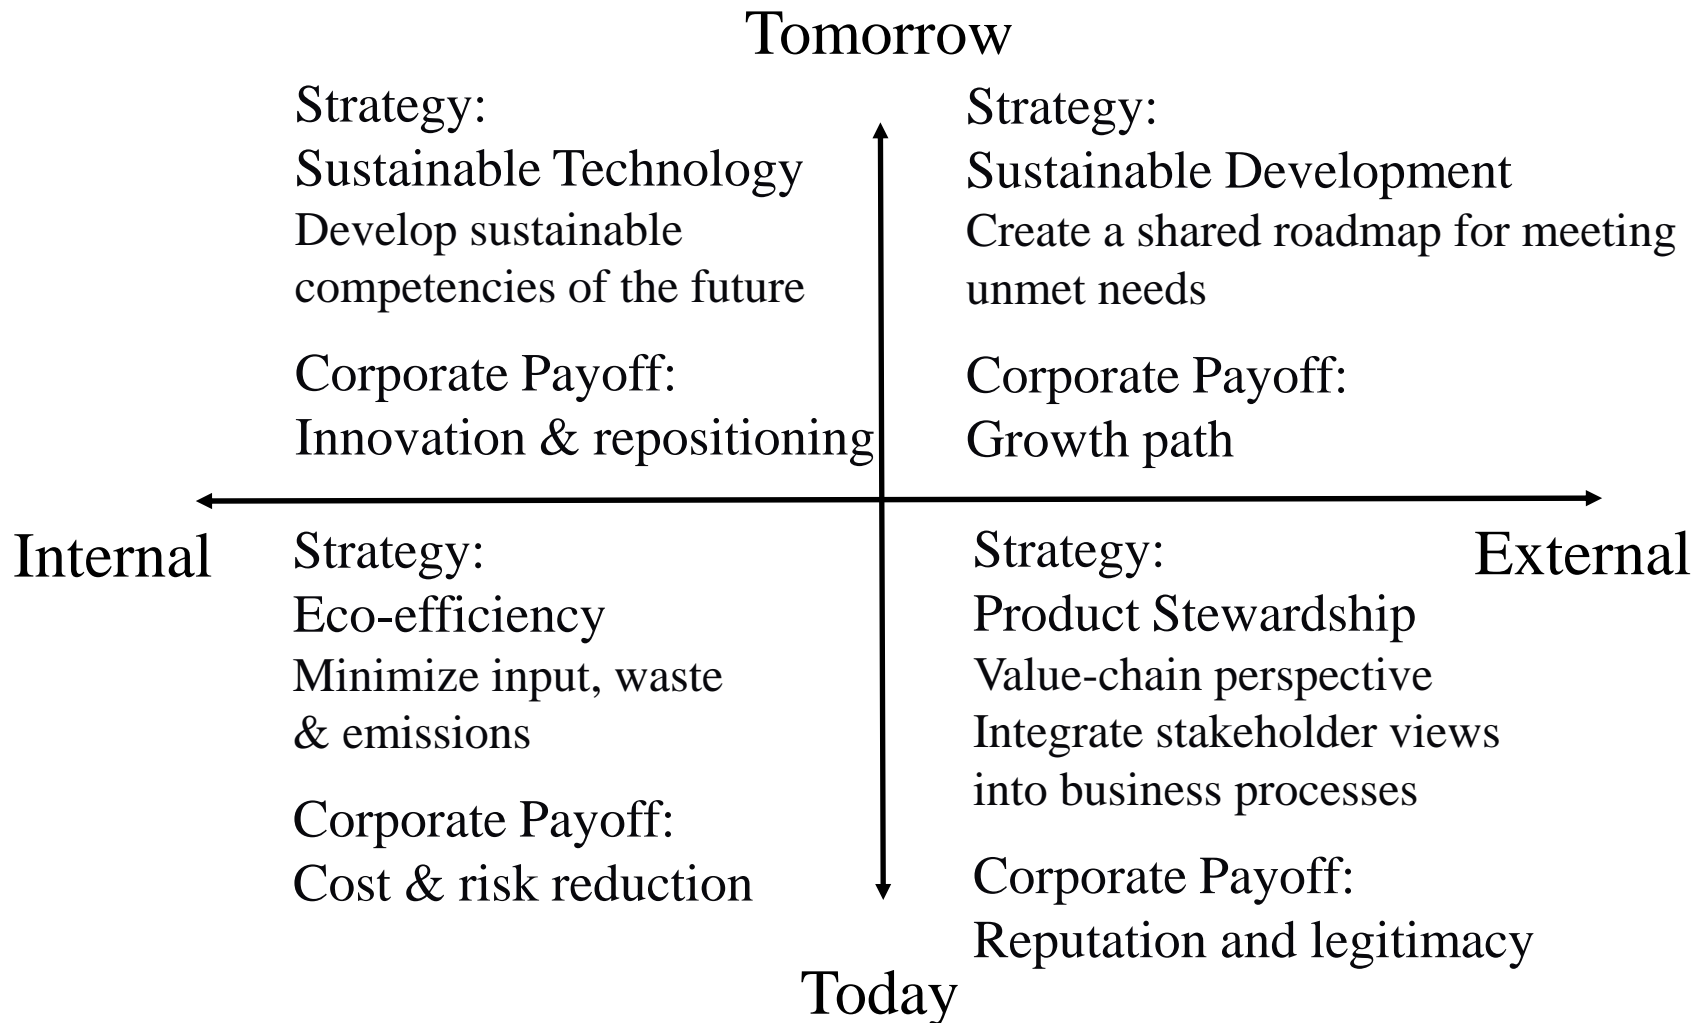 Tomorrow
Strategy:
Sustainable Technology
Develop sustainable
competencies of the future
Corporate Payoff:
Innovation & repositioning
Strategy:
Sustainable Development
Create a shared roadmap for meeting
unmet needs
Corporate Payoff:
Growth path
Internal
External
Strategy:
Eco-efficiency
Minimize input, waste
& emissions
Corporate Payoff:
Cost & risk reduction
Strategy:
Product Stewardship
Value-chain perspective
Integrate stakeholder views
into business processes
Corporate Payoff:
Reputation and legitimacy
Today